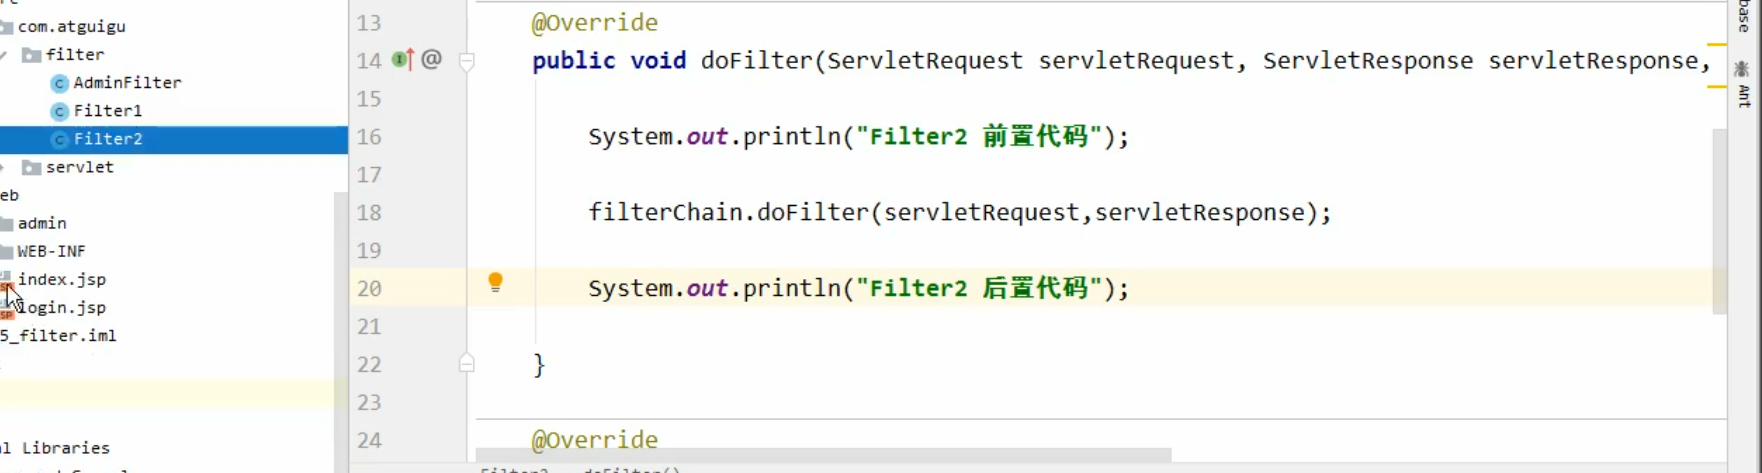 com.atguigu
filter
AdminFilter
Filter1
Filter2
servlet
eb
admin
WEB-INF
index.jsp
login.jsp
5_filter.iml
al Libraries
13 @Override
14 @ public void doFilter(ServletRequest servletRequest, ServletResponse servletResponse,
15
16 System.out.println("Filter2 前置代码");
17
18 filterChain.doFilter(servletRequest,servletResponse);
19
20 System.out.println("Filter2 后置代码");
21
22 }
23
24 @Override
base
Ant